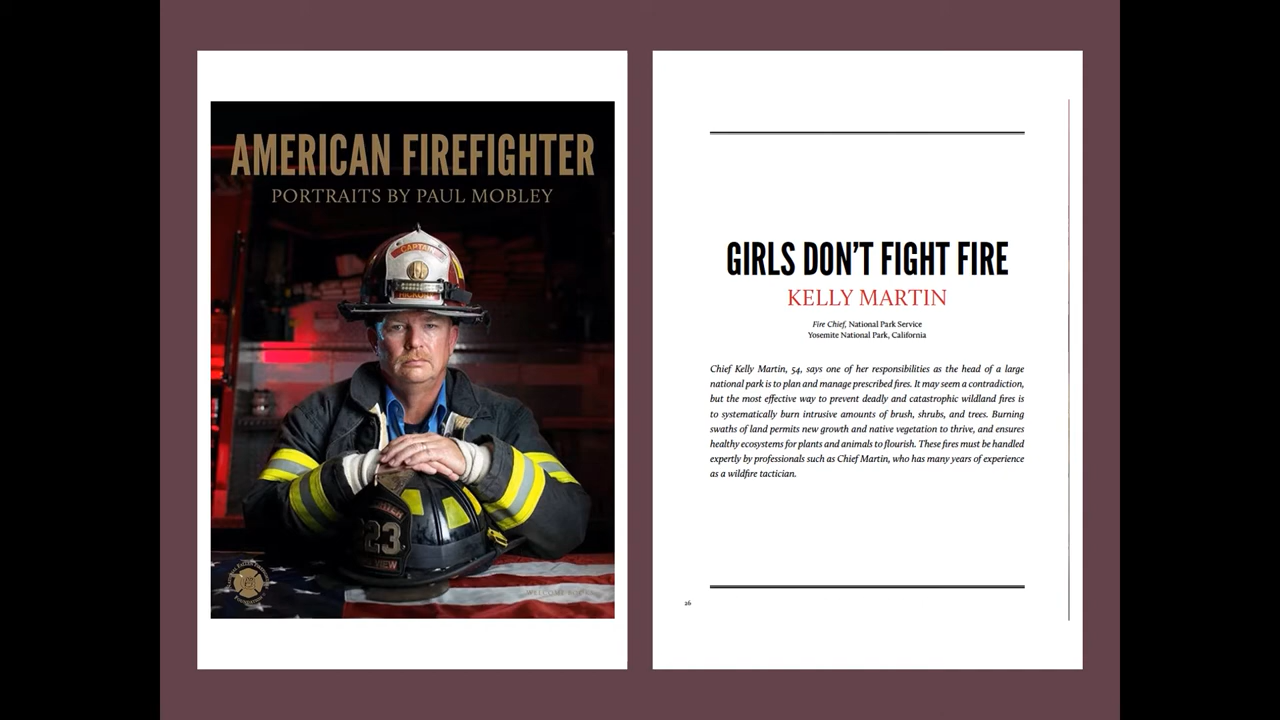 AMERICAN FIREFIGHTER
PORTRAITS BY PAUL MOBLEY
CAPTAIN
HICKORY
23
VIEW
WELCOME BOOKS
GIRLS DON'T FIGHT FIRE
KELLY MARTIN
Fire Chief, National Park Service
Yosemite National Park, California
Chief Kelly Martin, 54, says one of her responsibilities as the head of a large
national park is to plan and manage prescribed fires. It may seem a contradiction,
but the most effective way to prevent deadly and catastrophic wildland fires is
to systematically burn intrusive amounts of brush, shrubs, and trees. Burning
swaths of land permits new growth and native vegetation to thrive, and ensures
healthy ecosystems for plants and animals to flourish. These fires must be handled
expertly by professionals such as Chief Martin, who has many years of experience
as a wildfire tactician.
26